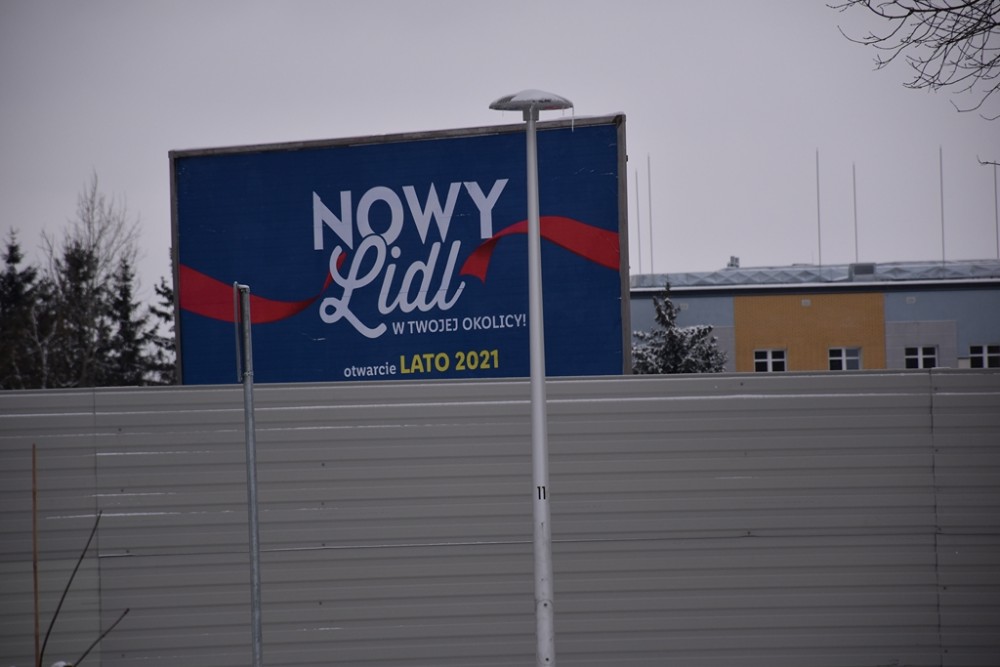 NOWY
Lidl
W TWOJEJ OKOLICY!
otwarcie LATO 2021
11